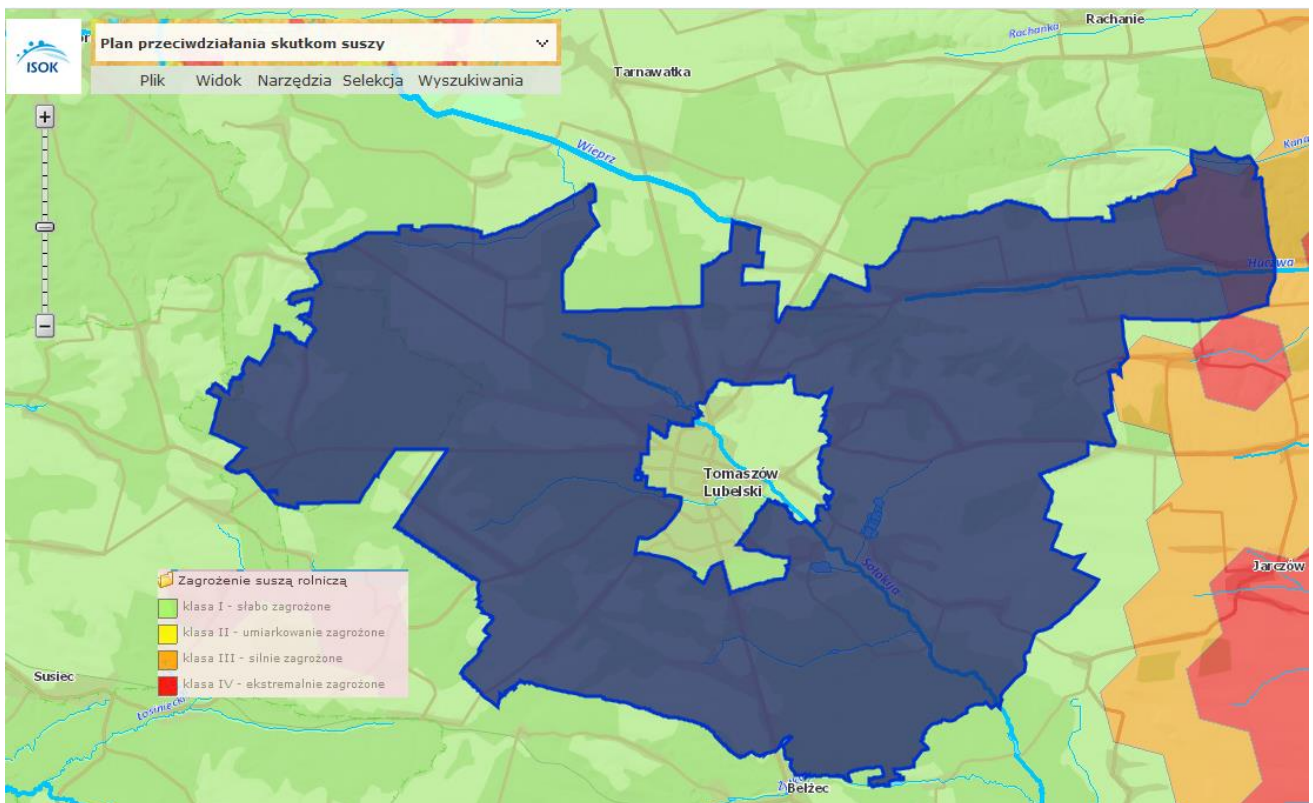 Rachanie
Rachanka
ISOK
Plan przeciwdziałania skutkom suszy
Plik Widok Narzędzia Selekcja Wyszukiwania
Tarnawatka
Wieprz
+
Huczwa
Tomaszów
Lubelski
Sołokija
Jarczów
Zagrożenie suszą rolniczą
klasa I - słabo zagrożone
klasa II - umiarkowanie zagrożone
klasa III - silnie zagrożone
klasa IV - ekstremalnie zagrożone
Susiec
Łosiniecki
Bełżec